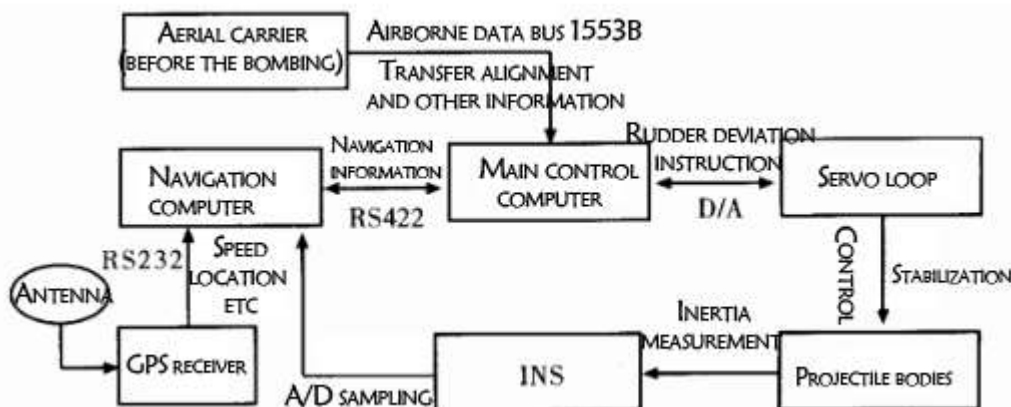 AERIAL CARRIER
(BEFORE THE BOMBING)
AIRBORNE DATA BUS 1553B
TRANSFER ALIGNMENT
AND OTHER INFORMATION
NAVIGATION
COMPUTER
NAVIGATION
INFORMATION
RS422
MAIN CONTROL
COMPUTER
RUDDER DEVIATION
INSTRUCTION
D/A
SERVO LOOP
RS232
SPEED
LOCATION
ETC
ANTENNA
GPS RECEIVER
A/D SAMPLING
INS
INERTIA
MEASUREMENT
CONTROL
STABILIZATION
PROJECTILE BODIES